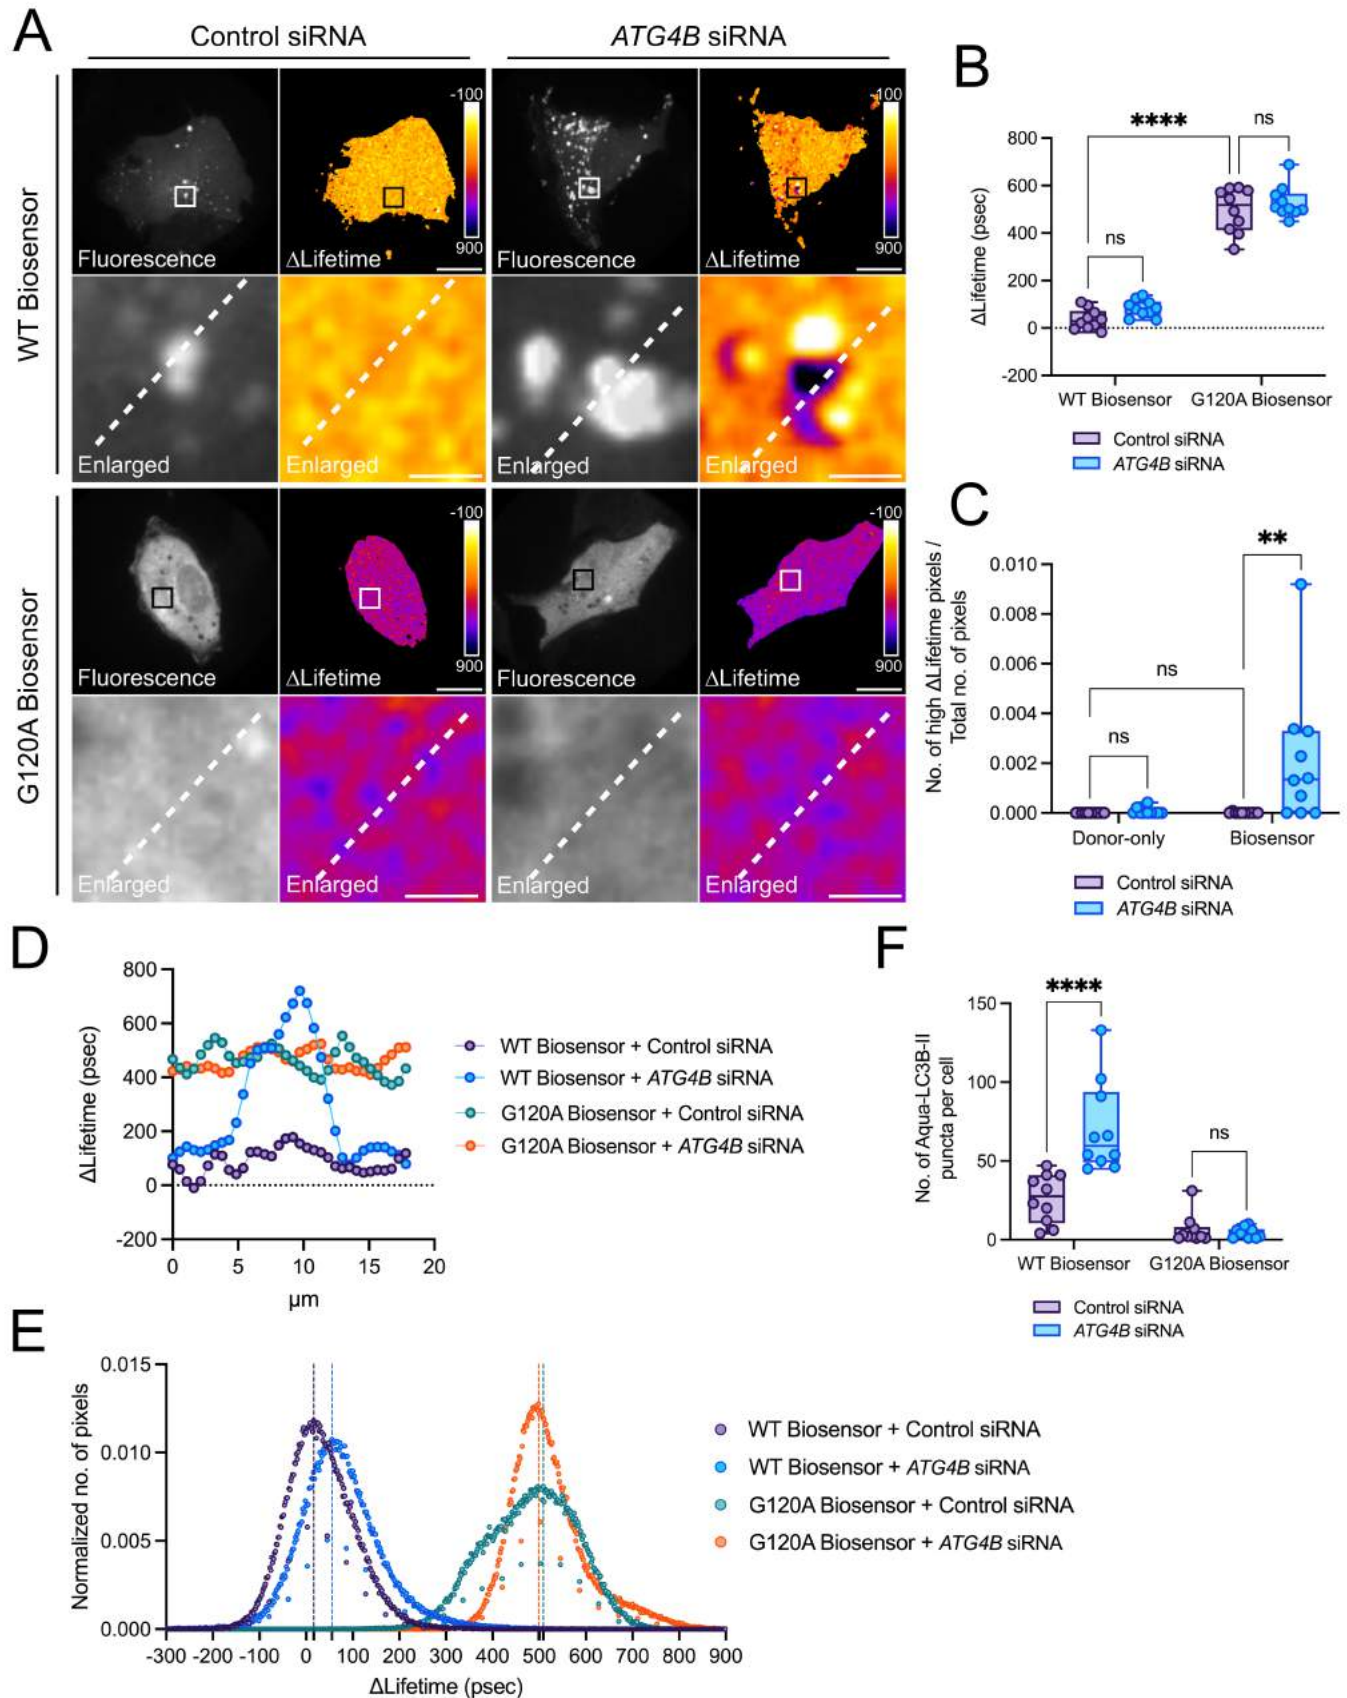 A
Control siRNA
ATG4B siRNA
WT Biosensor
-100
900
Fluorescence
ΔLifetime
-100
900
Fluorescence
ΔLifetime
Enlarged
Enlarged
Enlarged
Enlarged
G120A Biosensor
-100
900
Fluorescence
ΔLifetime
-100
900
Fluorescence
ΔLifetime
Enlarged
Enlarged
Enlarged
Enlarged
B
ΔLifetime (psec)
800
600
400
200
0
-200
****
ns
ns
WT Biosensor
G120A Biosensor
Control siRNA
ATG4B siRNA
C
No. of high ΔLifetime pixels /
Total no. of pixels
0.010
0.008
0.006
0.004
0.002
0.000
**
ns
ns
Donor-only
Biosensor
Control siRNA
ATG4B siRNA
D
ΔLifetime (psec)
800
600
400
200
0
-200
0 5 10 15 20
μm
WT Biosensor + Control siRNA
WT Biosensor + ATG4B siRNA
G120A Biosensor + Control siRNA
G120A Biosensor + ATG4B siRNA
F
No. of Aqua-LC3B-II
puncta per cell
150
100
50
0
****
ns
WT Biosensor
G120A Biosensor
Control siRNA
ATG4B siRNA
E
Normalized no. of pixels
0.015
0.010
0.005
0.000
-300 -200 -100 0 100 200 300 400 500 600 700 800 900
ΔLifetime (psec)
WT Biosensor + Control siRNA
WT Biosensor + ATG4B siRNA
G120A Biosensor + Control siRNA
G120A Biosensor + ATG4B siRNA